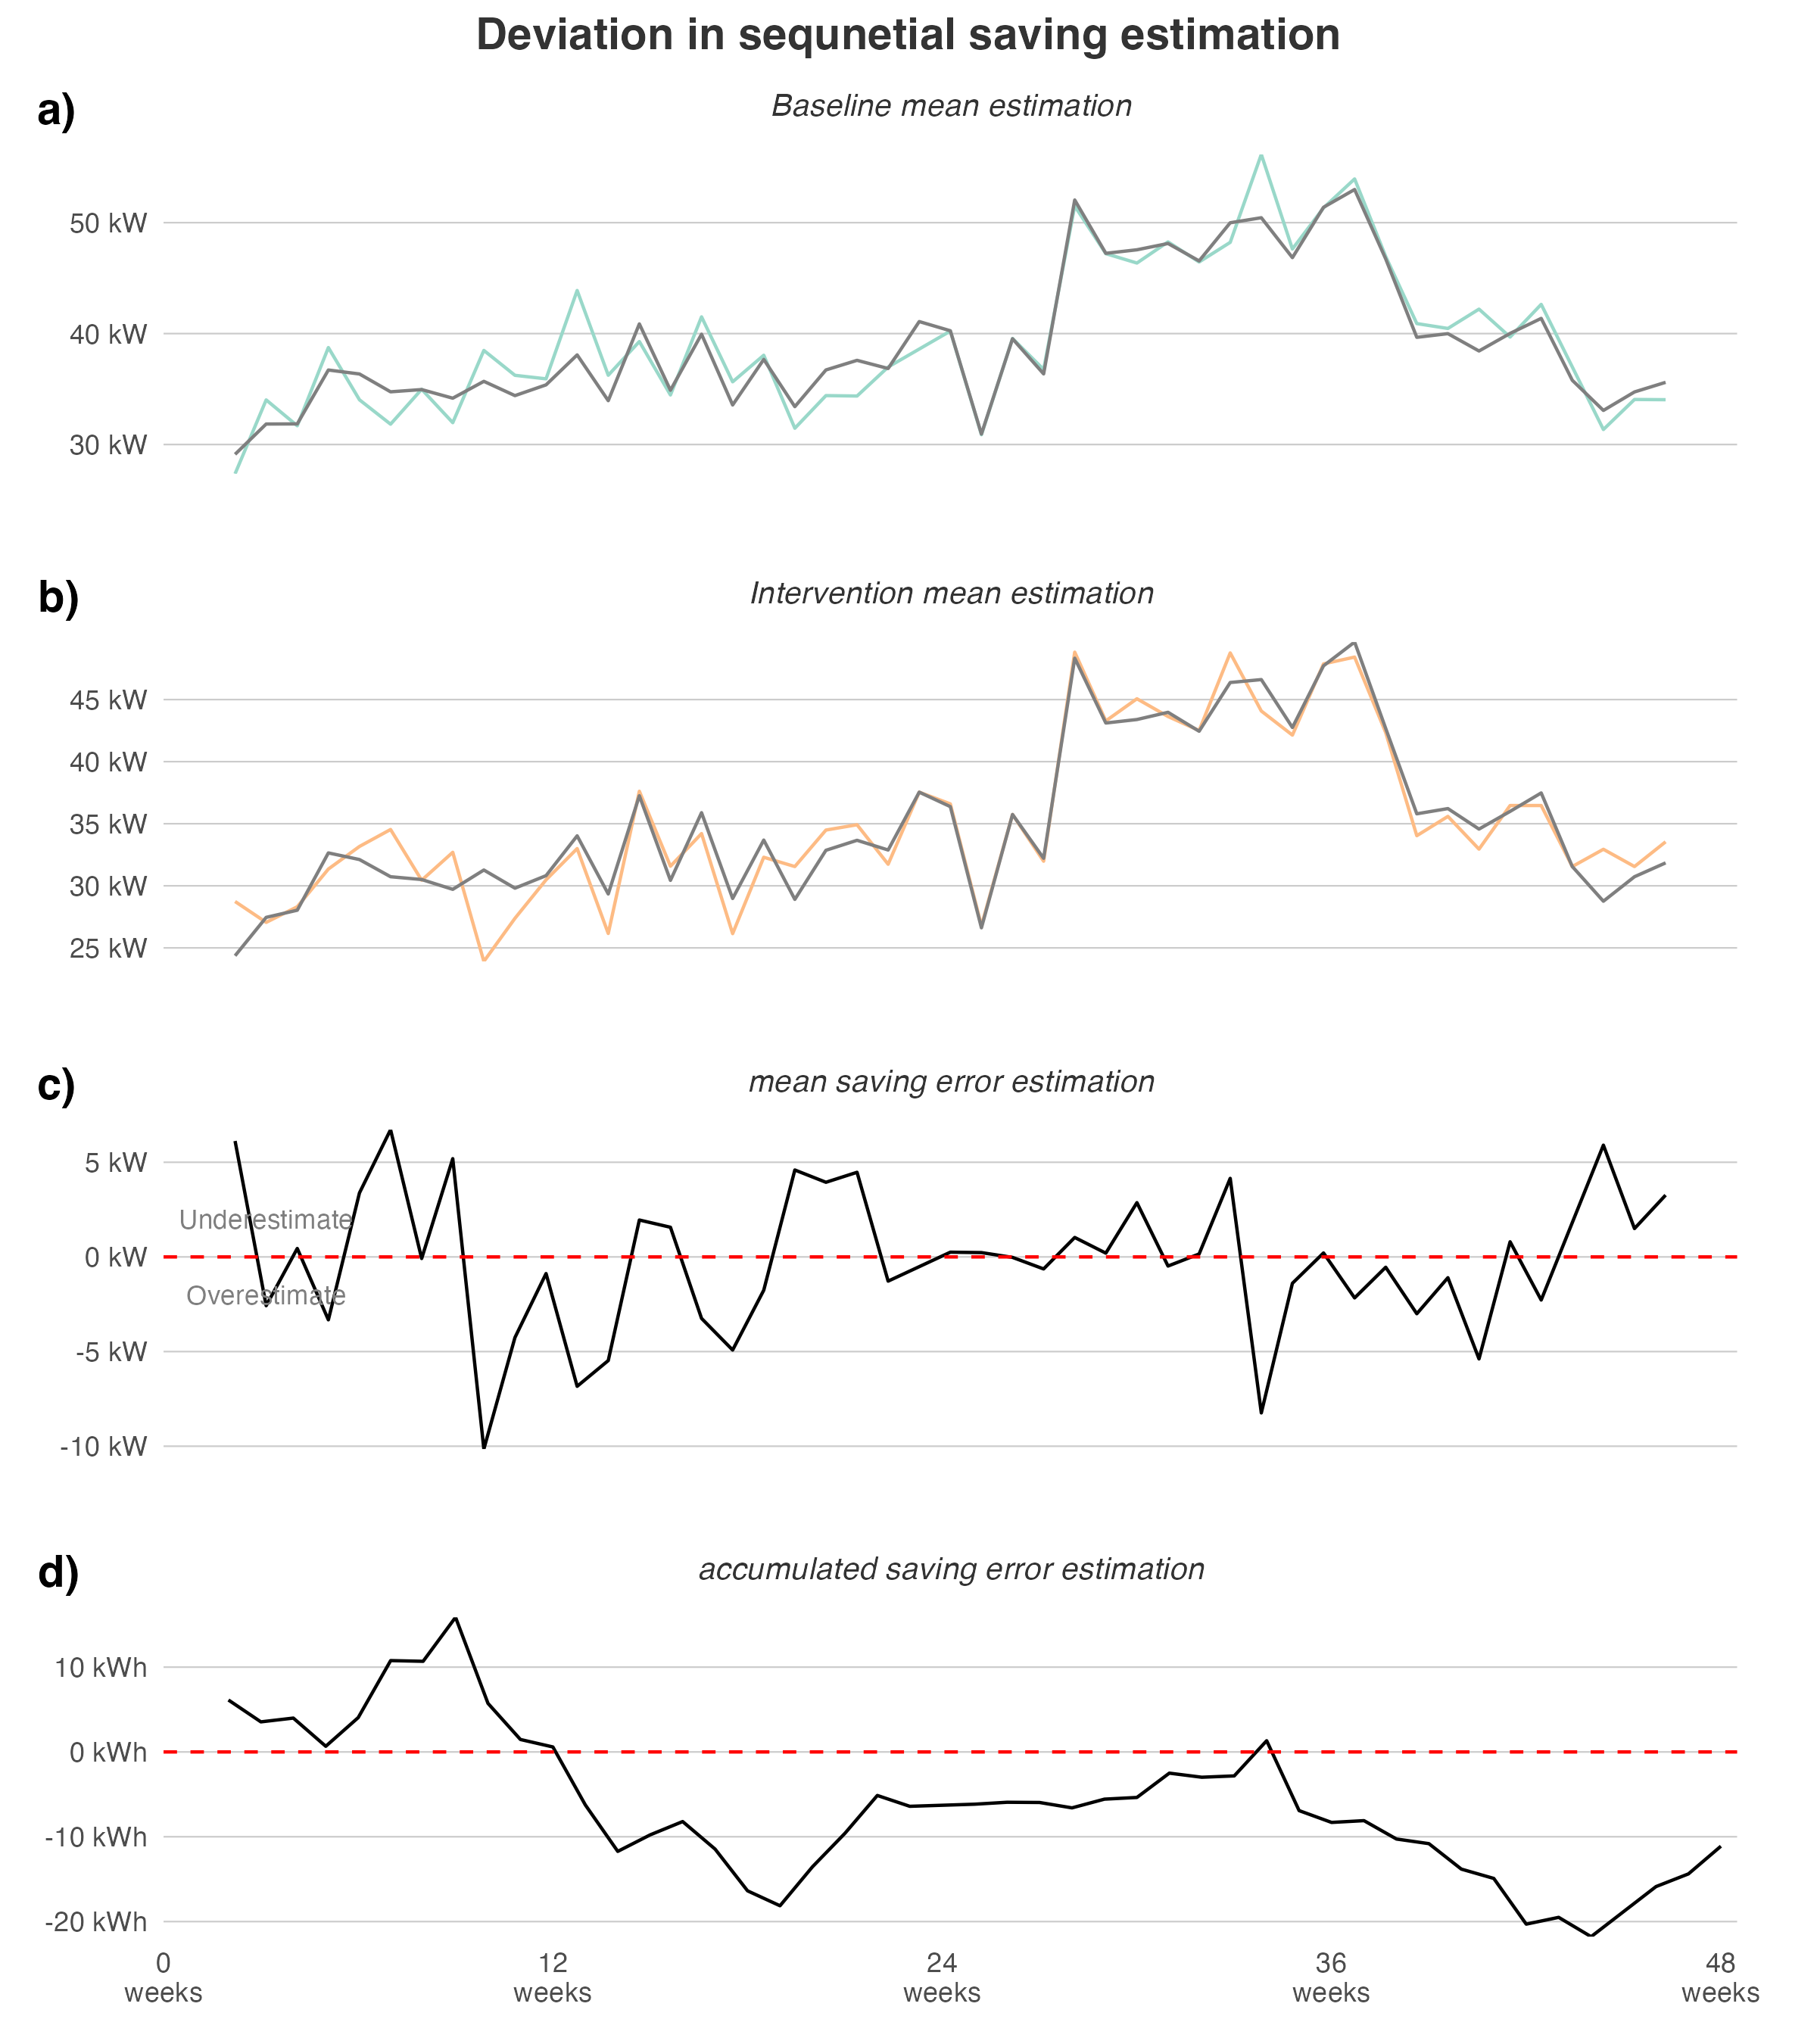 Deviation in sequnetial saving estimation
a)
Baseline mean estimation
50 kW
40 kW
30 kW
b)
Intervention mean estimation
45 kW
40 kW
35 kW
30 kW
25 kW
c)
mean saving error estimation
5 kW
Underestimate
0 kW
Overestimate
-5 kW
-10 kW
d)
accumulated saving error estimation
10 kWh
0 kWh
-10 kWh
-20 kWh
0 12 24 36 48
weeks weeks weeks weeks weeks